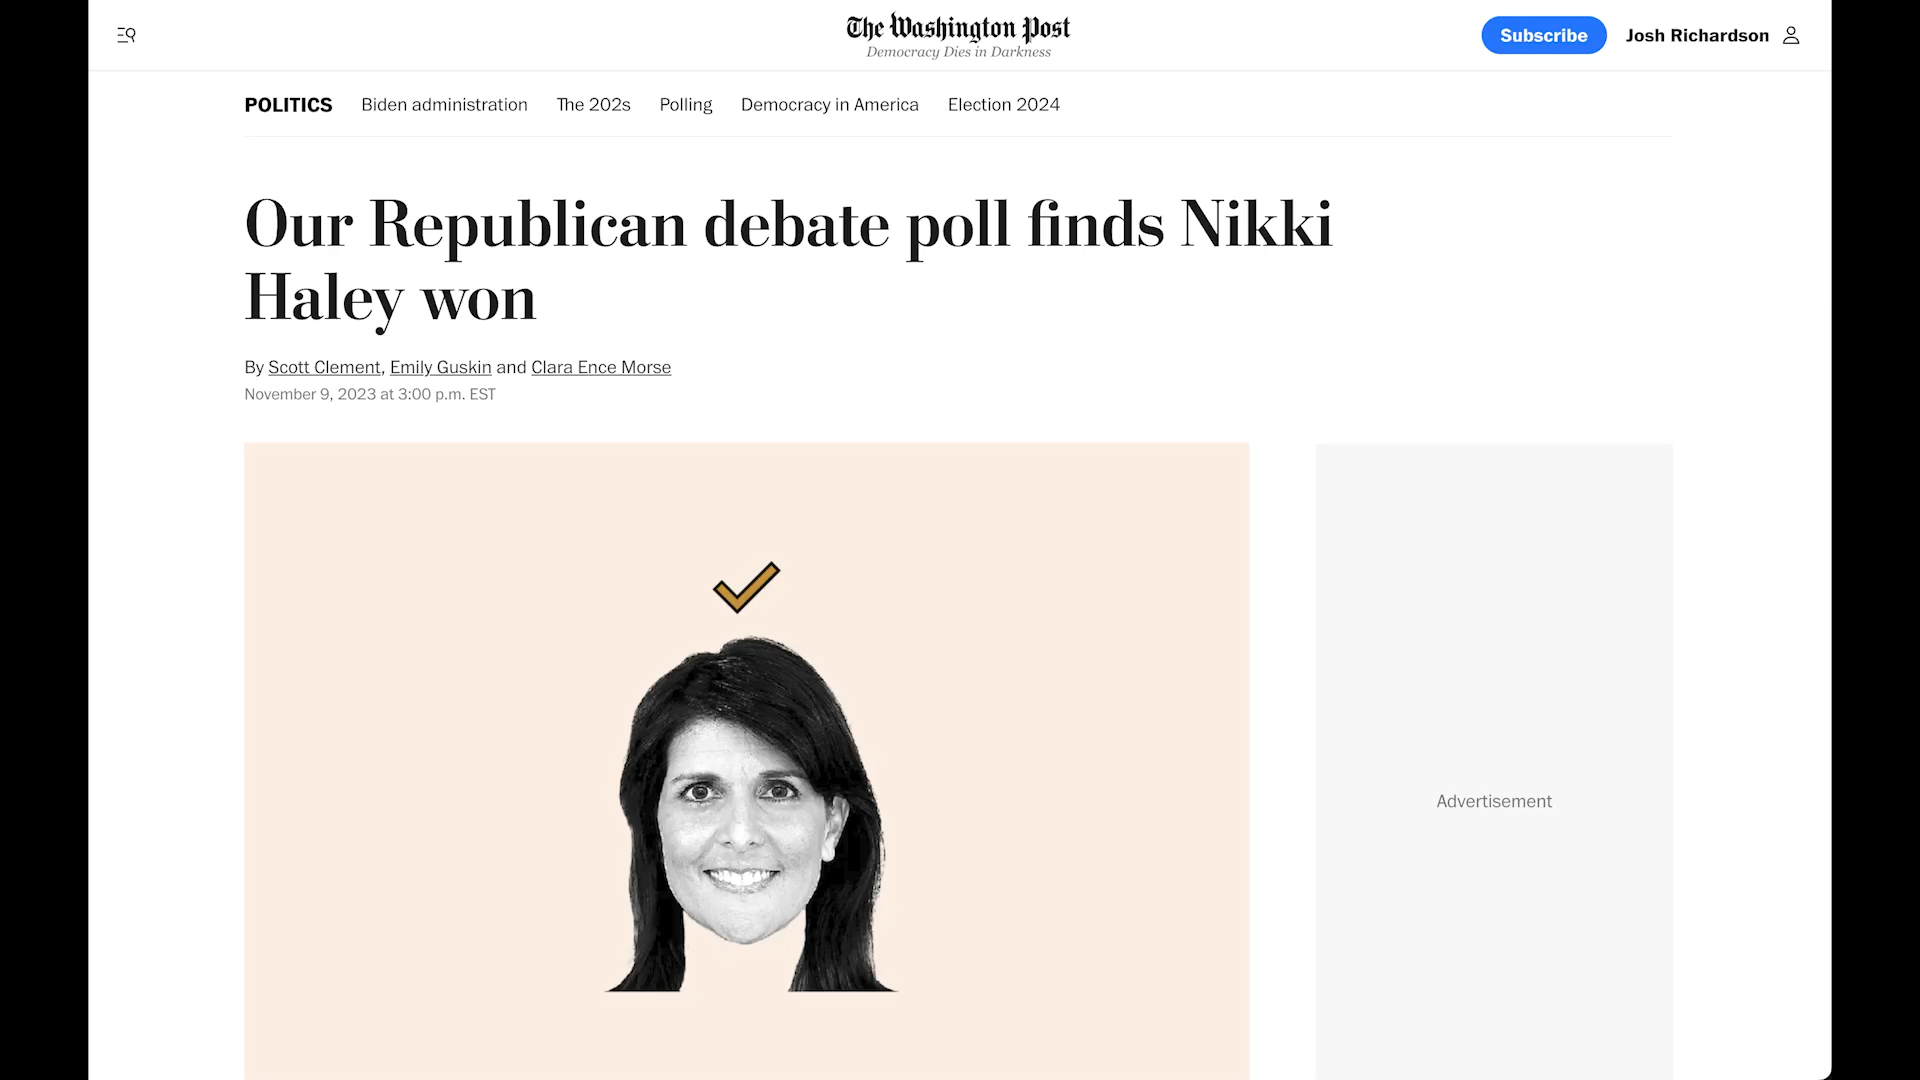 The Washington Post
Democracy Dies in Darkness
Subscribe
Josh Richardson
POLITICS Biden administration The 202s Polling Democracy in America Election 2024
Our Republican debate poll finds Nikki
Haley won
By Scott Clement, Emily Guskin and Clara Ence Morse
November 9, 2023 at 3:00 p.m. EST
Advertisement